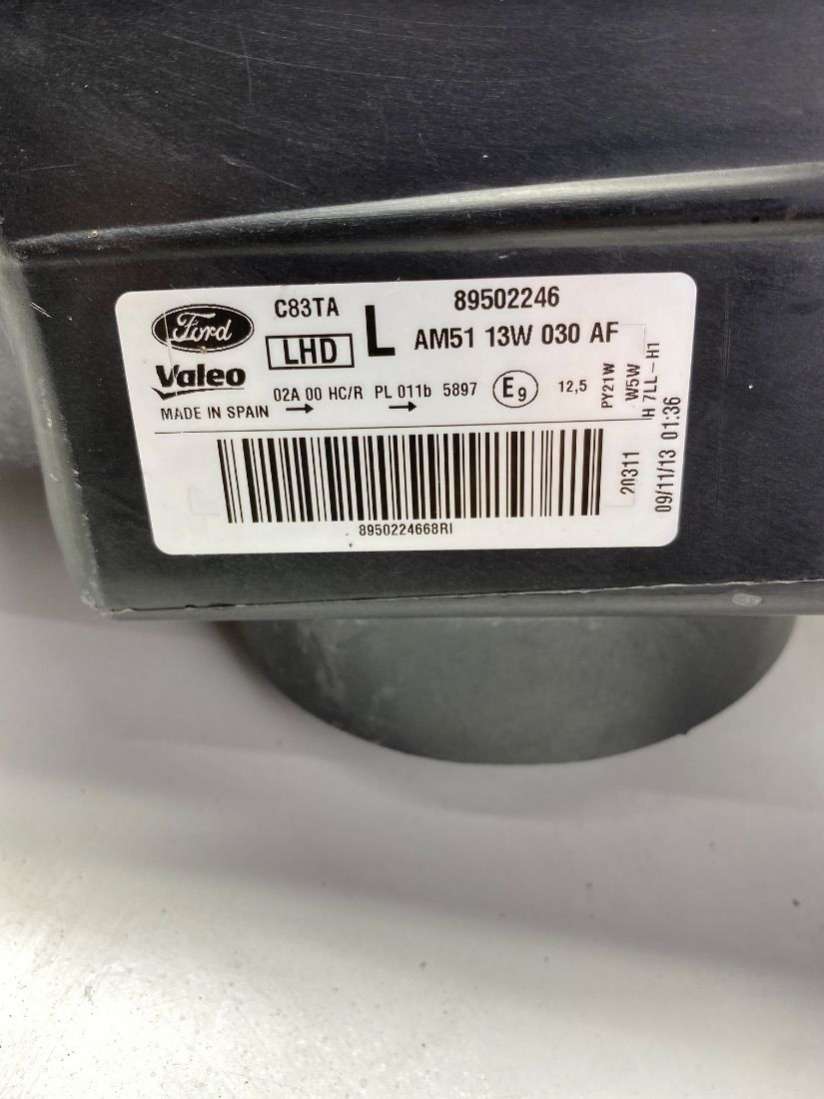 Ford
C83TA
89502246
LHD
L
AM51 13W 030 AF
Valeo
MADE IN SPAIN
02A 00 HC/R PL 011b 5897 E9 12,5
PY21W
W5W
H 7LL-H1
20311
09/11/13 01:36
8950224668RI